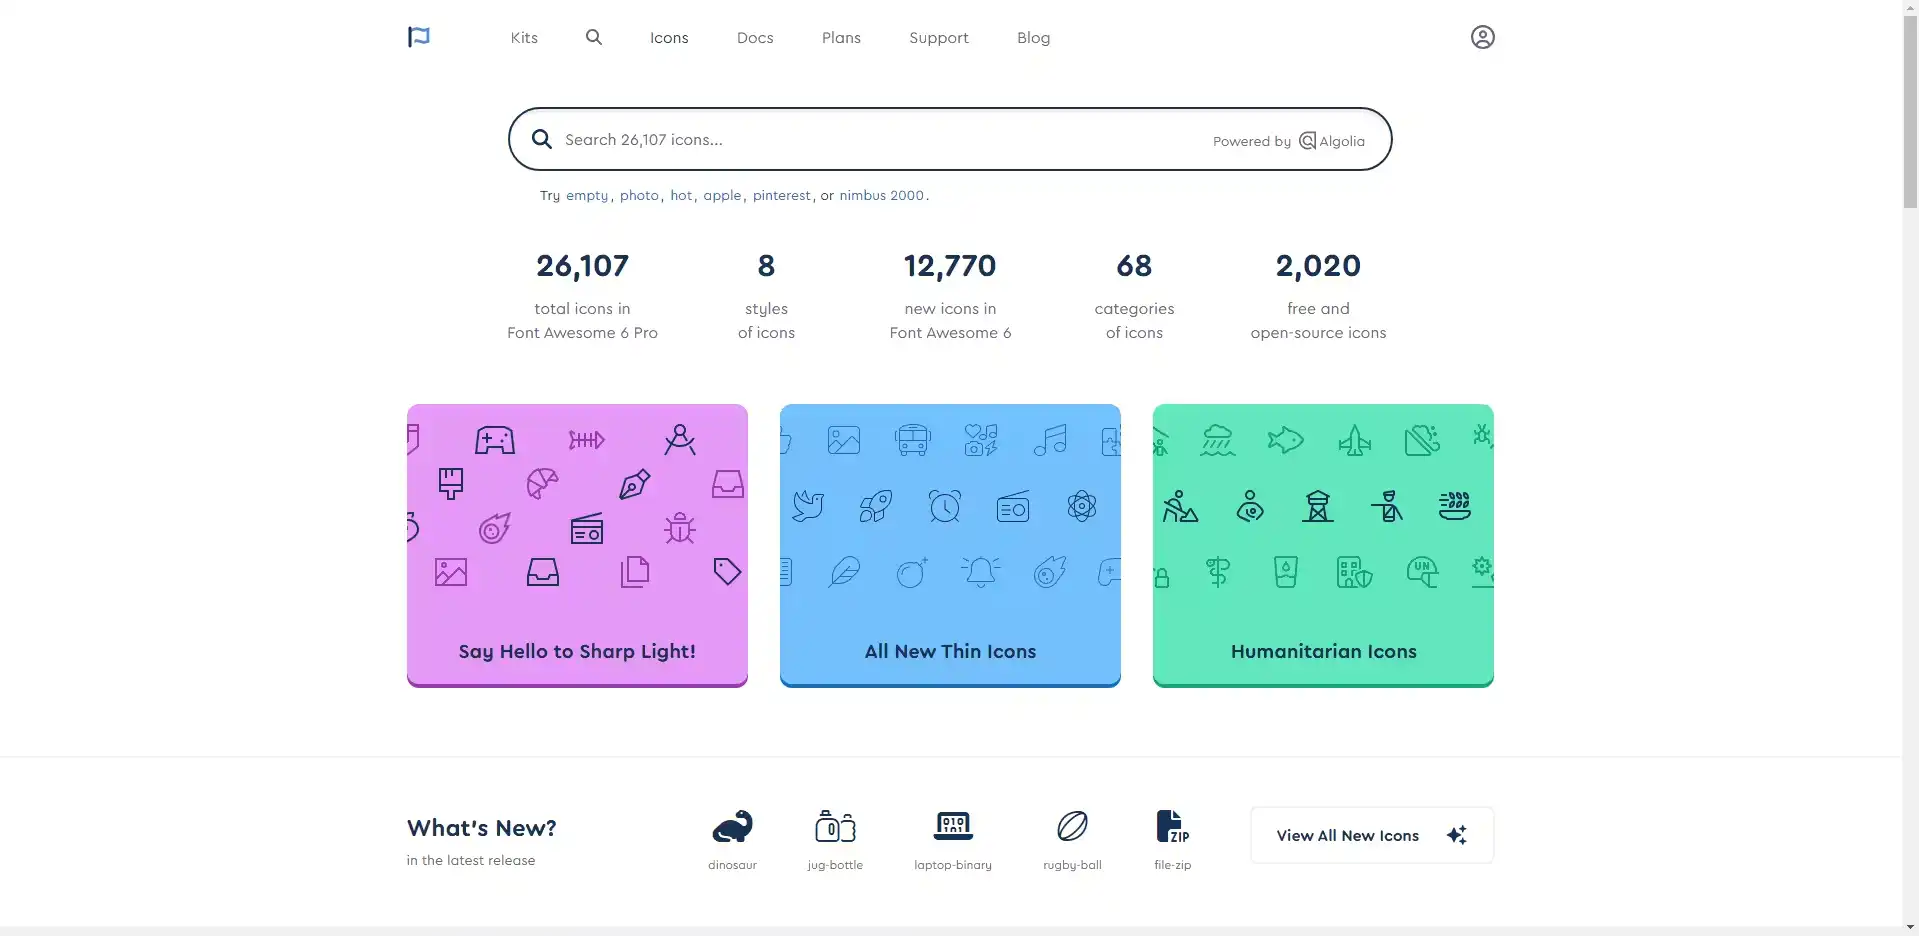 Kits Icons Docs Plans Support Blog
Search 26,107 icons... Powered by Algolia
Try empty, photo, hot, apple, pinterest, or nimbus 2000.
26,107
total icons in
Font Awesome 6 Pro
8
styles
of icons
12,770
new icons in
Font Awesome 6
68
categories
of icons
2,020
free and
open-source icons
Say Hello to Sharp Light!
All New Thin Icons
UN
Humanitarian Icons
What's New?
in the latest release
dinosaur
jug-bottle
010
101
laptop-binary
rugby-ball
ZIP
file-zip
View All New Icons